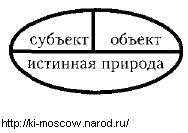 субъект объект
истинная природа
http://ki-moscow.narod.ru/